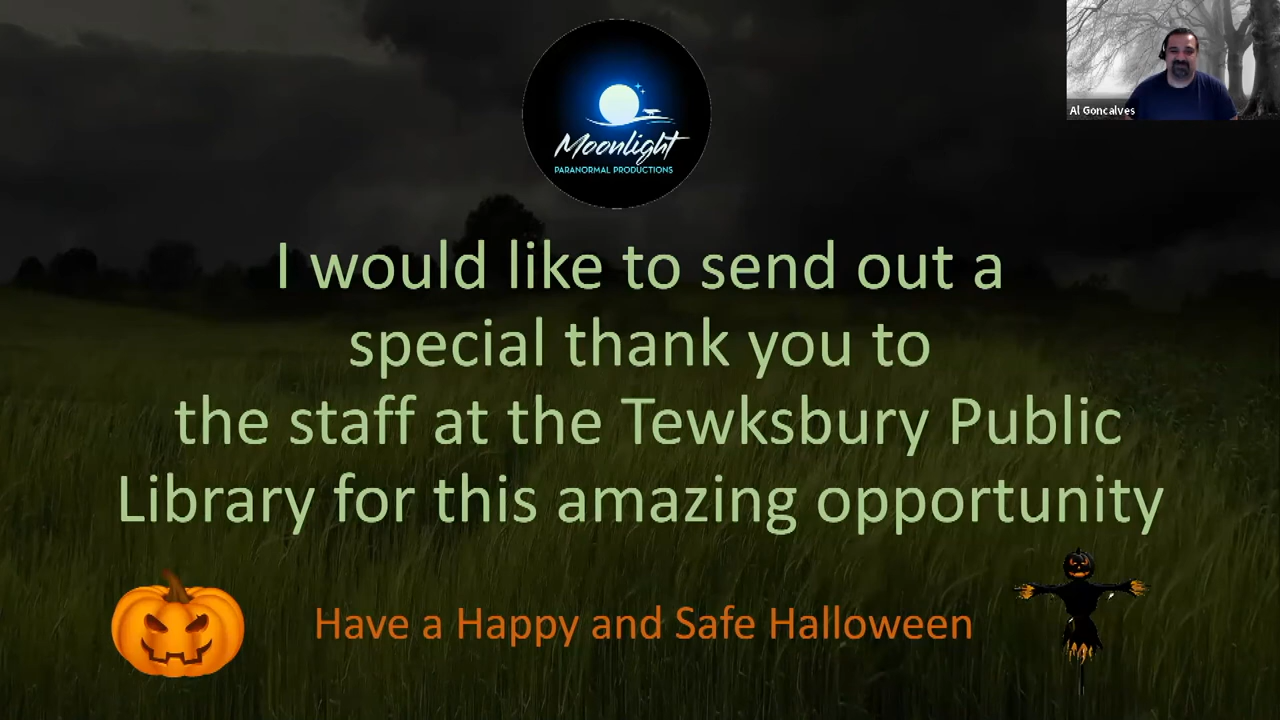 Al Goncalves
Moonlight
PARANORMAL PRODUCTIONS
I would like to send out a
special thank you to
the staff at the Tewksbury Public
Library for this amazing opportunity
Have a Happy and Safe Halloween